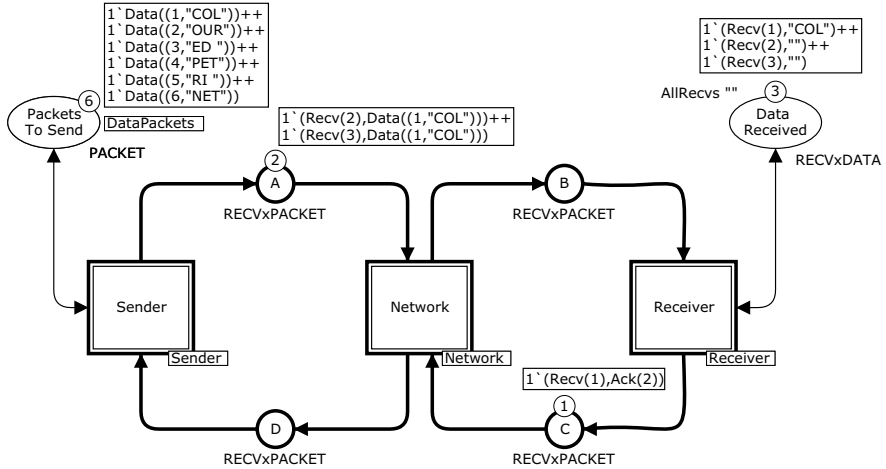 1`Data((1,"COL"))++
1`Data((2,"OUR"))++
1`Data((3,"ED "))++
1`Data((4,"PET"))++
1`Data((5,"RI "))++
1`Data((6,"NET"))
6
Packets
To Send
DataPackets
PACKET
1`(Recv(1),"COL")++
1`(Recv(2),"")++
1`(Recv(3),"")
AllRecvs ""
3
Data
Received
RECVxDATA
1`(Recv(2),Data((1,"COL")))++
1`(Recv(3),Data((1,"COL")))
2
A
RECVxPACKET
B
RECVxPACKET
Sender
Sender
Network
Network
Receiver
Receiver
1`(Recv(1),Ack(2))
1
D
RECVxPACKET
C
RECVxPACKET